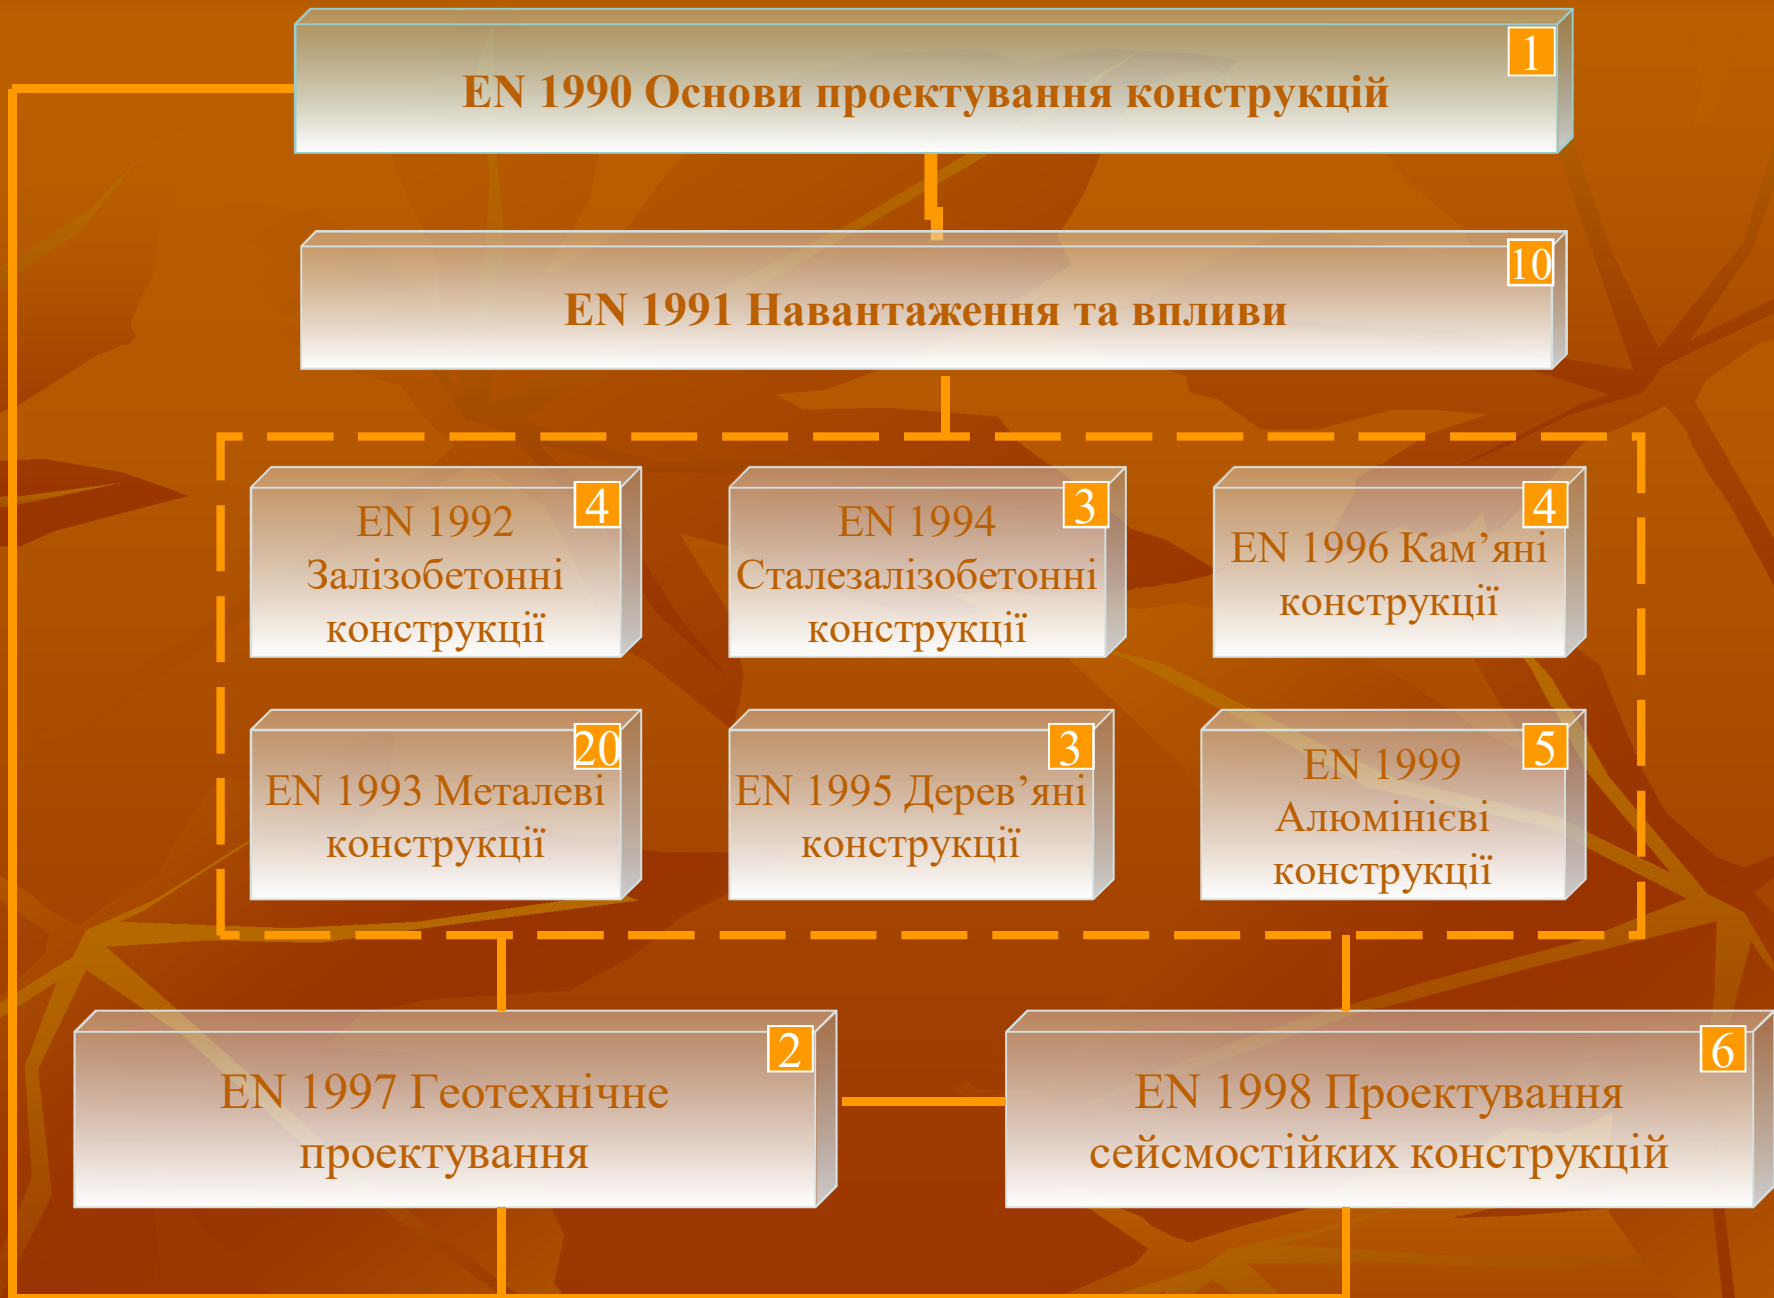 1
EN 1990 Основи проектування конструкцій
10
EN 1991 Навантаження та впливи
4
EN 1992
Залізобетонні
конструкції
3
EN 1994
Сталезалізобетонні
конструкції
4
EN 1996 Кам’яні
конструкції
20
EN 1993 Металеві
конструкції
3
EN 1995 Дерев’яні
конструкції
5
EN 1999
Алюмінієві
конструкції
2
EN 1997 Геотехнічне
проектування
6
EN 1998 Проектування
сейсмостійких конструкцій